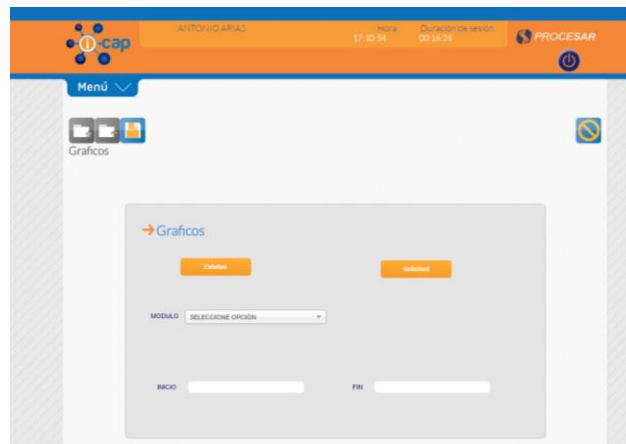 i-cap
ANTONIO ARIAS
Hora
17:10:54
Duración de sesión
00:16:24
PROCESAR
Menú
Graficos
Graficos
Solicitud
MODULO
SELECCIONE OPCIÓN
INICIO
FIN